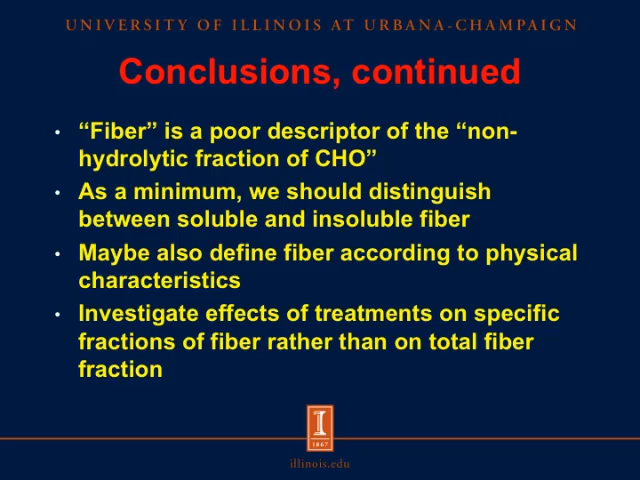 UNIVERSITY OF ILLINOIS AT URBANA-CHAMPAIGN
Conclusions, continued
• “Fiber” is a poor descriptor of the “non-
hydrolytic fraction of CHO”
• As a minimum, we should distinguish
between soluble and insoluble fiber
• Maybe also define fiber according to physical
characteristics
• Investigate effects of treatments on specific
fractions of fiber rather than on total fiber
fraction
I
1867
illinois.edu